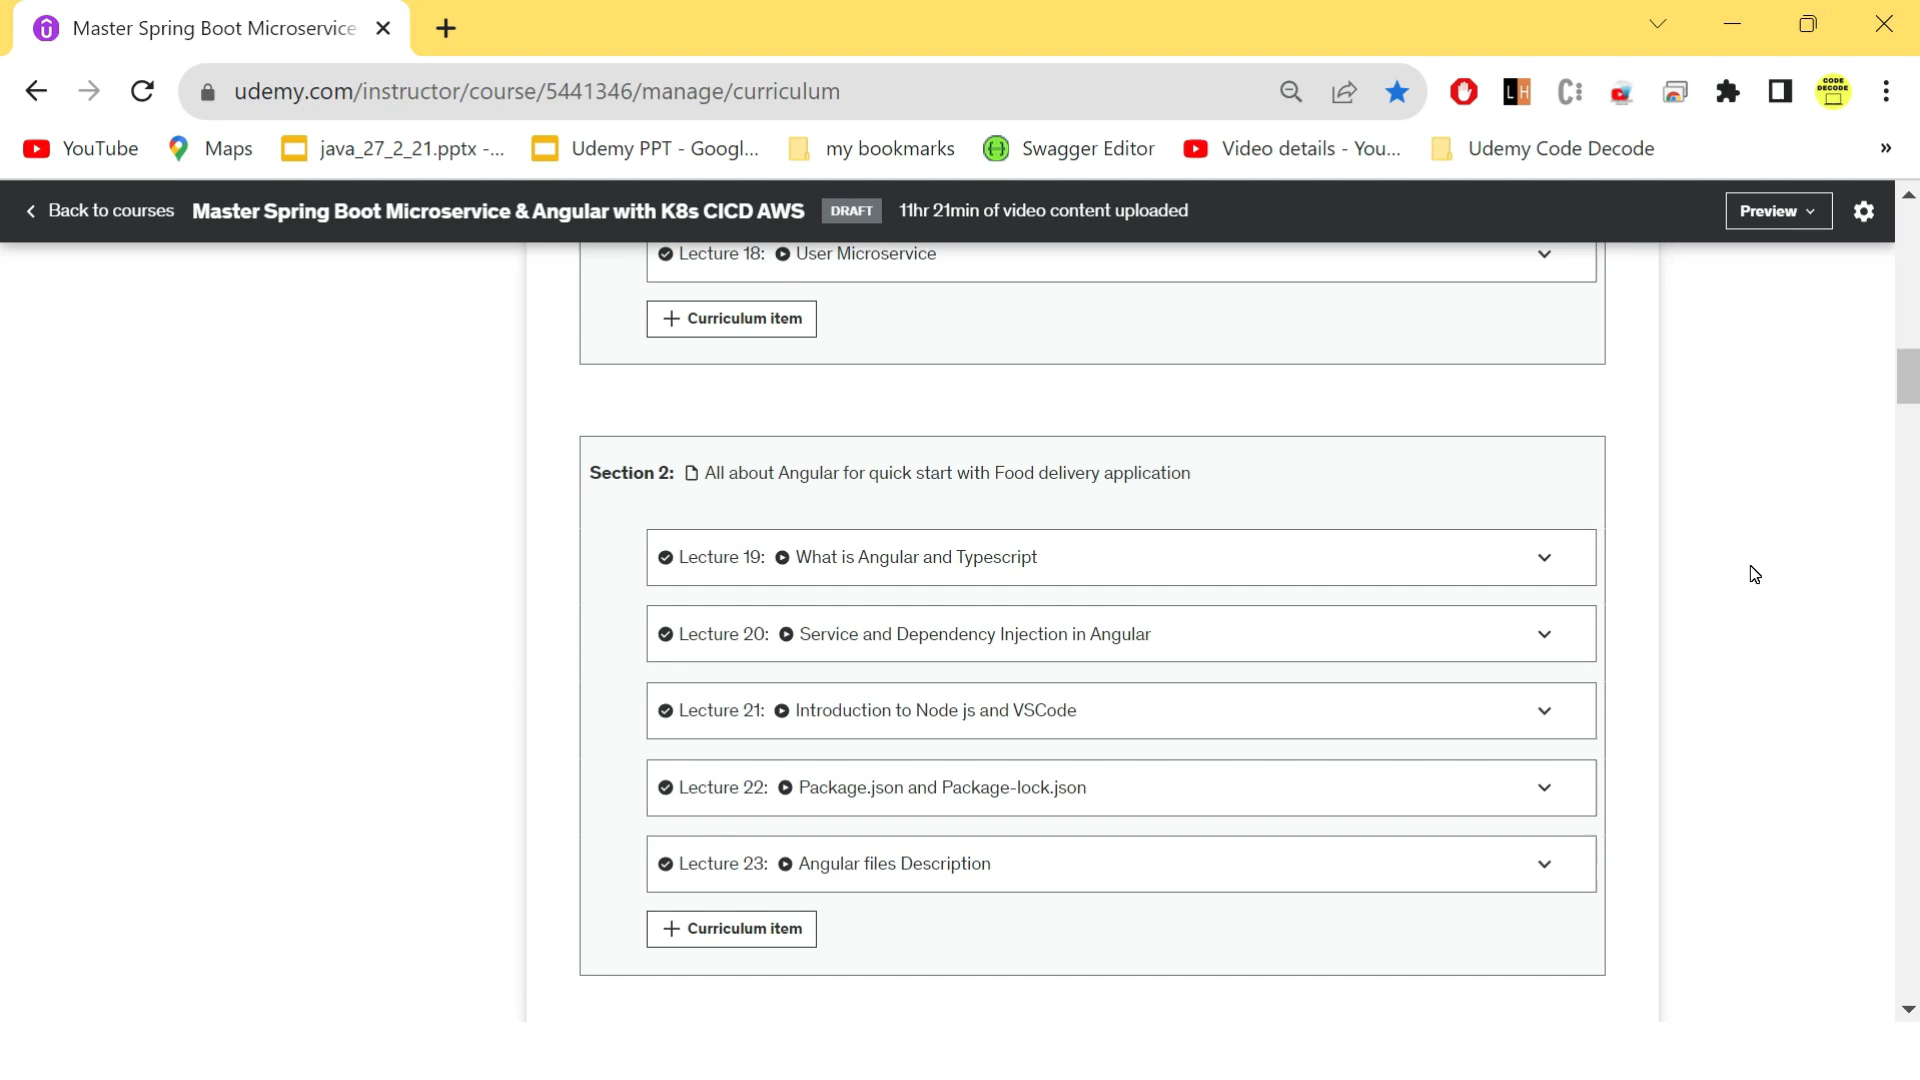 Master Spring Boot Microservice
udemy.com/instructor/course/5441346/manage/curriculum
LH
C
CODE
DECODE
YouTube
Maps
java_27_2_21.pptx -...
Udemy PPT - Googl...
my bookmarks
Swagger Editor
Video details - You...
Udemy Code Decode
»
Back to courses
Master Spring Boot Microservice & Angular with K8s CICD AWS
DRAFT
11hr 21min of video content uploaded
Preview
Lecture 18: User Microservice
+ Curriculum item
Section 2: All about Angular for quick start with Food delivery application
Lecture 19: What is Angular and Typescript
Lecture 20: Service and Dependency Injection in Angular
Lecture 21: Introduction to Node js and VSCode
Lecture 22: Package.json and Package-lock.json
Lecture 23: Angular files Description
+ Curriculum item